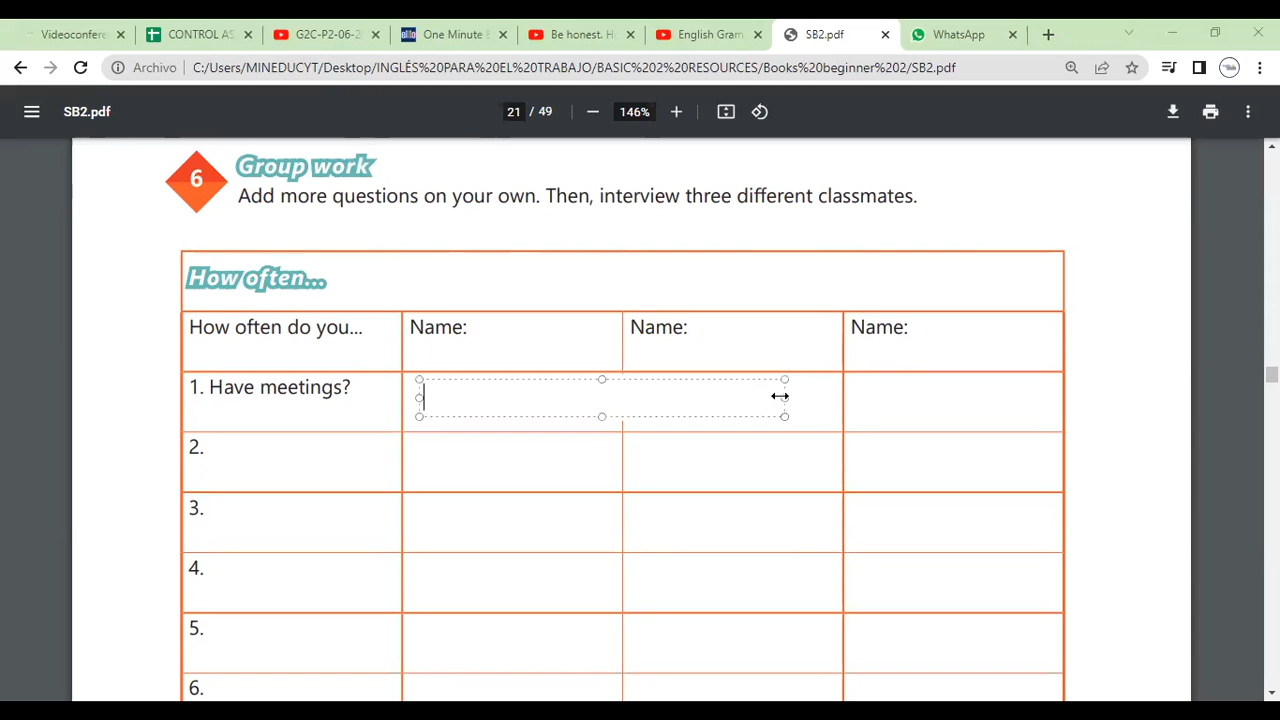 Videoconfere
CONTROL AS
G2C-P2-06-2
elllo
One Minute E
Be honest. H
English Gram
SB2.pdf
WhatsApp
Archivo
C:/Users/MINEDUCYT/Desktop/INGLÉS%20PARA%20EL%20TRABAJO/BASIC%202%20RESOURCES/Books%20beginner%202/SB2.pdf
SB2.pdf
21 / 49
146%
6
Group work
Add more questions on your own. Then, interview three different classmates.
How often...
How often do you... Name: Name: Name:
1. Have meetings?
2.
3.
4.
5.
6.